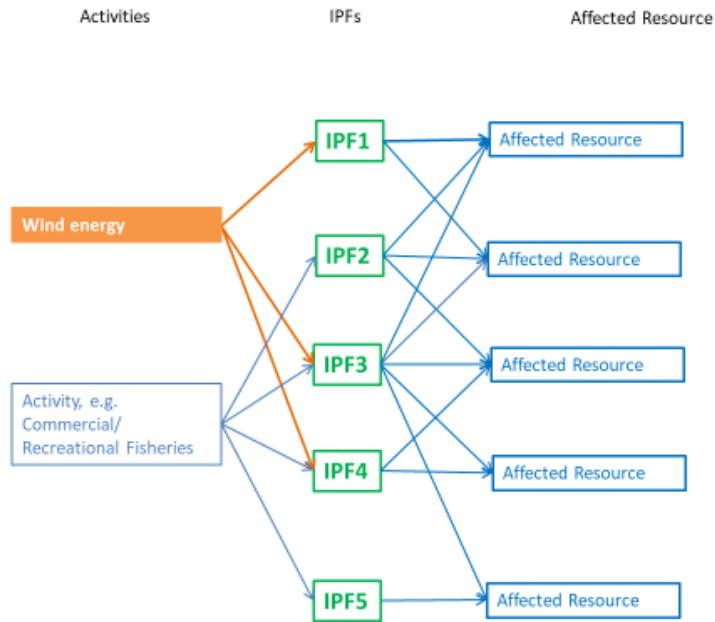 Activities
IPFs
Affected Resource
IPF1
Affected Resource
Wind energy
IPF2
Affected Resource
IPF3
Affected Resource
Activity, e.g.
Commercial/
Recreational Fisheries
IPF4
Affected Resource
IPF5
Affected Resource